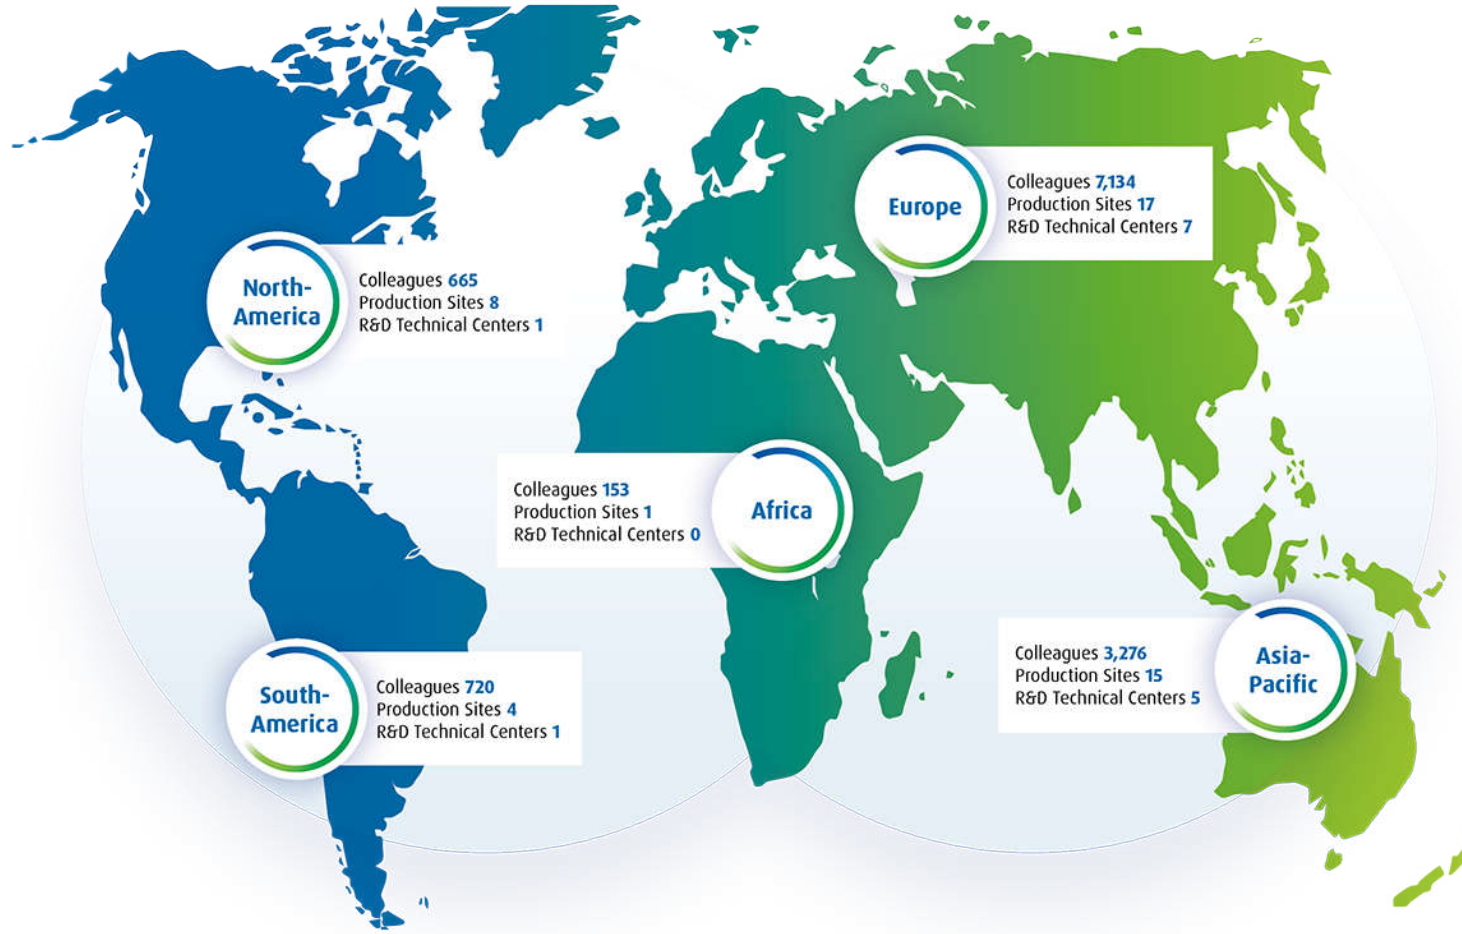 Europe
Colleagues 7,134
Production Sites 17
R&D Technical Centers 7
North-
America
Colleagues 665
Production Sites 8
R&D Technical Centers 1
Colleagues 153
Production Sites 1
R&D Technical Centers 0
Africa
South-
America
Colleagues 720
Production Sites 4
R&D Technical Centers 1
Colleagues 3,276
Production Sites 15
R&D Technical Centers 5
Asia-
Pacific